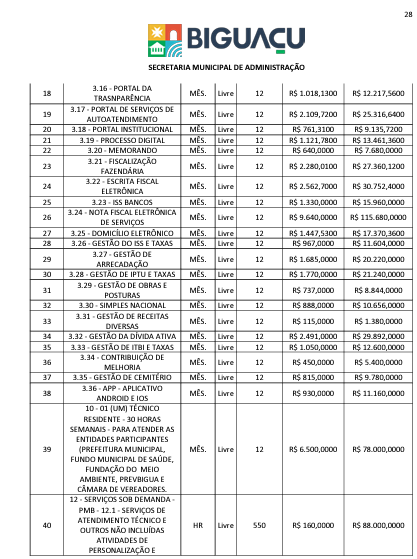 28
BIGUAÇU
SECRETARIA MUNICIPAL DE ADMINISTRAÇÃO
18 3.16 - PORTAL DA TRASNPARÊNCIA MÊS. Livre 12 R$ 1.018,1300 R$ 12.217,5600
19 3.17 - PORTAL DE SERVIÇOS DE AUTOATENDIMENTO MÊS. Livre 12 R$ 2.109,7200 R$ 25.316,6400
20 3.18 - PORTAL INSTITUCIONAL MÊS. Livre 12 R$ 761,3100 R$ 9.135,7200
21 3.19 - PROCESSO DIGITAL MÊS. Livre 12 R$ 1.121,7800 R$ 13.461,3600
22 3.20 - MEMORANDO MÊS. Livre 12 R$ 640,0000 R$ 7.680,0000
23 3.21 - FISCALIZAÇÃO FAZENDÁRIA MÊS. Livre 12 R$ 2.280,0100 R$ 27.360,1200
24 3.22 - ESCRITA FISCAL ELETRÔNICA MÊS. Livre 12 R$ 2.562,7000 R$ 30.752,4000
25 3.23 - ISS BANCOS MÊS. Livre 12 R$ 1.330,0000 R$ 15.960,0000
26 3.24 - NOTA FISCAL ELETRÔNICA DE SERVIÇOS MÊS. Livre 12 R$ 9.640,0000 R$ 115.680,0000
27 3.25 - DOMICÍLIO ELETRÔNICO MÊS. Livre 12 R$ 1.447,5300 R$ 17.370,3600
28 3.26 - GESTÃO DO ISS E TAXAS MÊS. Livre 12 R$ 967,0000 R$ 11.604,0000
29 3.27 - GESTÃO DE ARRECADAÇÃO MÊS. Livre 12 R$ 1.685,0000 R$ 20.220,0000
30 3.28 - GESTÃO DE IPTU E TAXAS MÊS. Livre 12 R$ 1.770,0000 R$ 21.240,0000
31 3.29 - GESTÃO DE OBRAS E POSTURAS MÊS. Livre 12 R$ 737,0000 R$ 8.844,0000
32 3.30 - SIMPLES NACIONAL MÊS. Livre 12 R$ 888,0000 R$ 10.656,0000
33 3.31 - GESTÃO DE RECEITAS DIVERSAS MÊS. Livre 12 R$ 115,0000 R$ 1.380,0000
34 3.32 - GESTÃO DA DÍVIDA ATIVA MÊS. Livre 12 R$ 2.491,0000 R$ 29.892,0000
35 3.33 - GESTÃO DE ITBI E TAXAS MÊS. Livre 12 R$ 1.050,0000 R$ 12.600,0000
36 3.34 - CONTRIBUIÇÃO DE MELHORIA MÊS. Livre 12 R$ 450,0000 R$ 5.400,0000
37 3.35 - GESTÃO DE CEMITÉRIO MÊS. Livre 12 R$ 815,0000 R$ 9.780,0000
38 3.36 - APP - APLICATIVO ANDROID E IOS MÊS. Livre 12 R$ 930,0000 R$ 11.160,0000
39 10 - 01 (UM) TÉCNICO RESIDENTE - 30 HORAS SEMANAIS - PARA ATENDER AS ENTIDADES PARTICIPANTES (PREFEITURA MUNICIPAL, FUNDO MUNICIPAL DE SAÚDE, FUNDAÇÃO DO MEIO AMBIENTE, PREVBIGUA E CÂMARA DE VEREADORES. MÊS. Livre 12 R$ 6.500,0000 R$ 78.000,0000
40 12 - SERVIÇOS SOB DEMANDA - PMB - 12.1 - SERVIÇOS DE ATENDIMENTO TÉCNICO E OUTROS NÃO INCLUÍDAS ATIVIDADES DE PERSONALIZAÇÃO E HR Livre 550 R$ 160,0000 R$ 88.000,0000